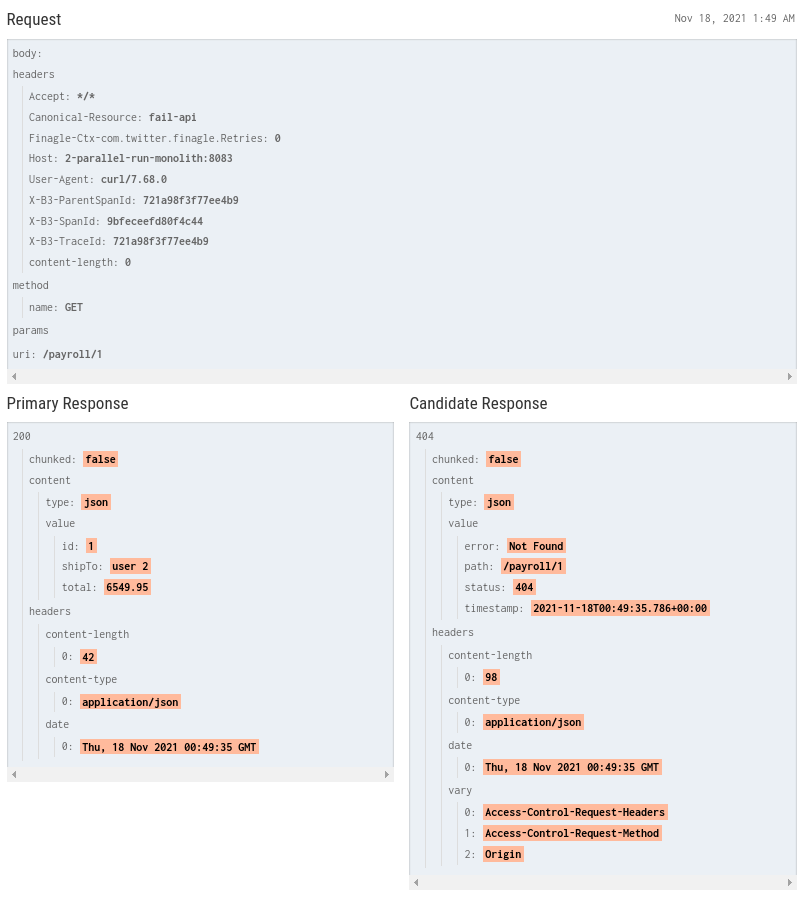 Request
Nov 18, 2021 1:49 AM
body:
headers
Accept: */*
Canonical-Resource: fail-api
Finagle-Ctx-com.twitter.finagle.Retries: 0
Host: 2-parallel-run-monolith:8083
User-Agent: curl/7.68.0
X-B3-ParentSpanId: 721a98f3f77ee4b9
X-B3-SpanId: 9bfeceefd80f4c44
X-B3-TraceId: 721a98f3f77ee4b9
content-length: 0
method
name: GET
params
uri: /payroll/1
Primary Response
200
chunked: false
content
type: json
value
id: 1
shipTo: user 2
total: 6549.95
headers
content-length
0: 42
content-type
0: application/json
date
0: Thu, 18 Nov 2021 00:49:35 GMT
Candidate Response
404
chunked: false
content
type: json
value
error: Not Found
path: /payroll/1
status: 404
timestamp: 2021-11-18T00:49:35.786+00:00
headers
content-length
0: 98
content-type
0: application/json
date
0: Thu, 18 Nov 2021 00:49:35 GMT
vary
0: Access-Control-Request-Headers
1: Access-Control-Request-Method
2: Origin